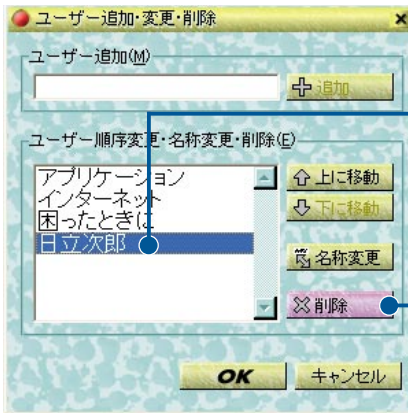 ユーザー追加・変更・削除
ユーザー追加(M)
追加
ユーザー順序変更・名称変更・削除(E)
アプリケーション
インターネット
困ったときに
日立次郎
上に移動
下に移動
名称変更
削除
OK
キャンセル